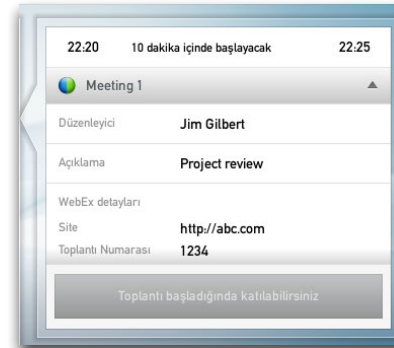 22:20 10 dakika içinde başlayacak 22:25
Meeting 1
Düzenleyici Jim Gilbert
Açıklama Project review
WebEx detayları
Site http://abc.com
Toplantı Numarası 1234
Toplantı başladığında katılabilirsiniz